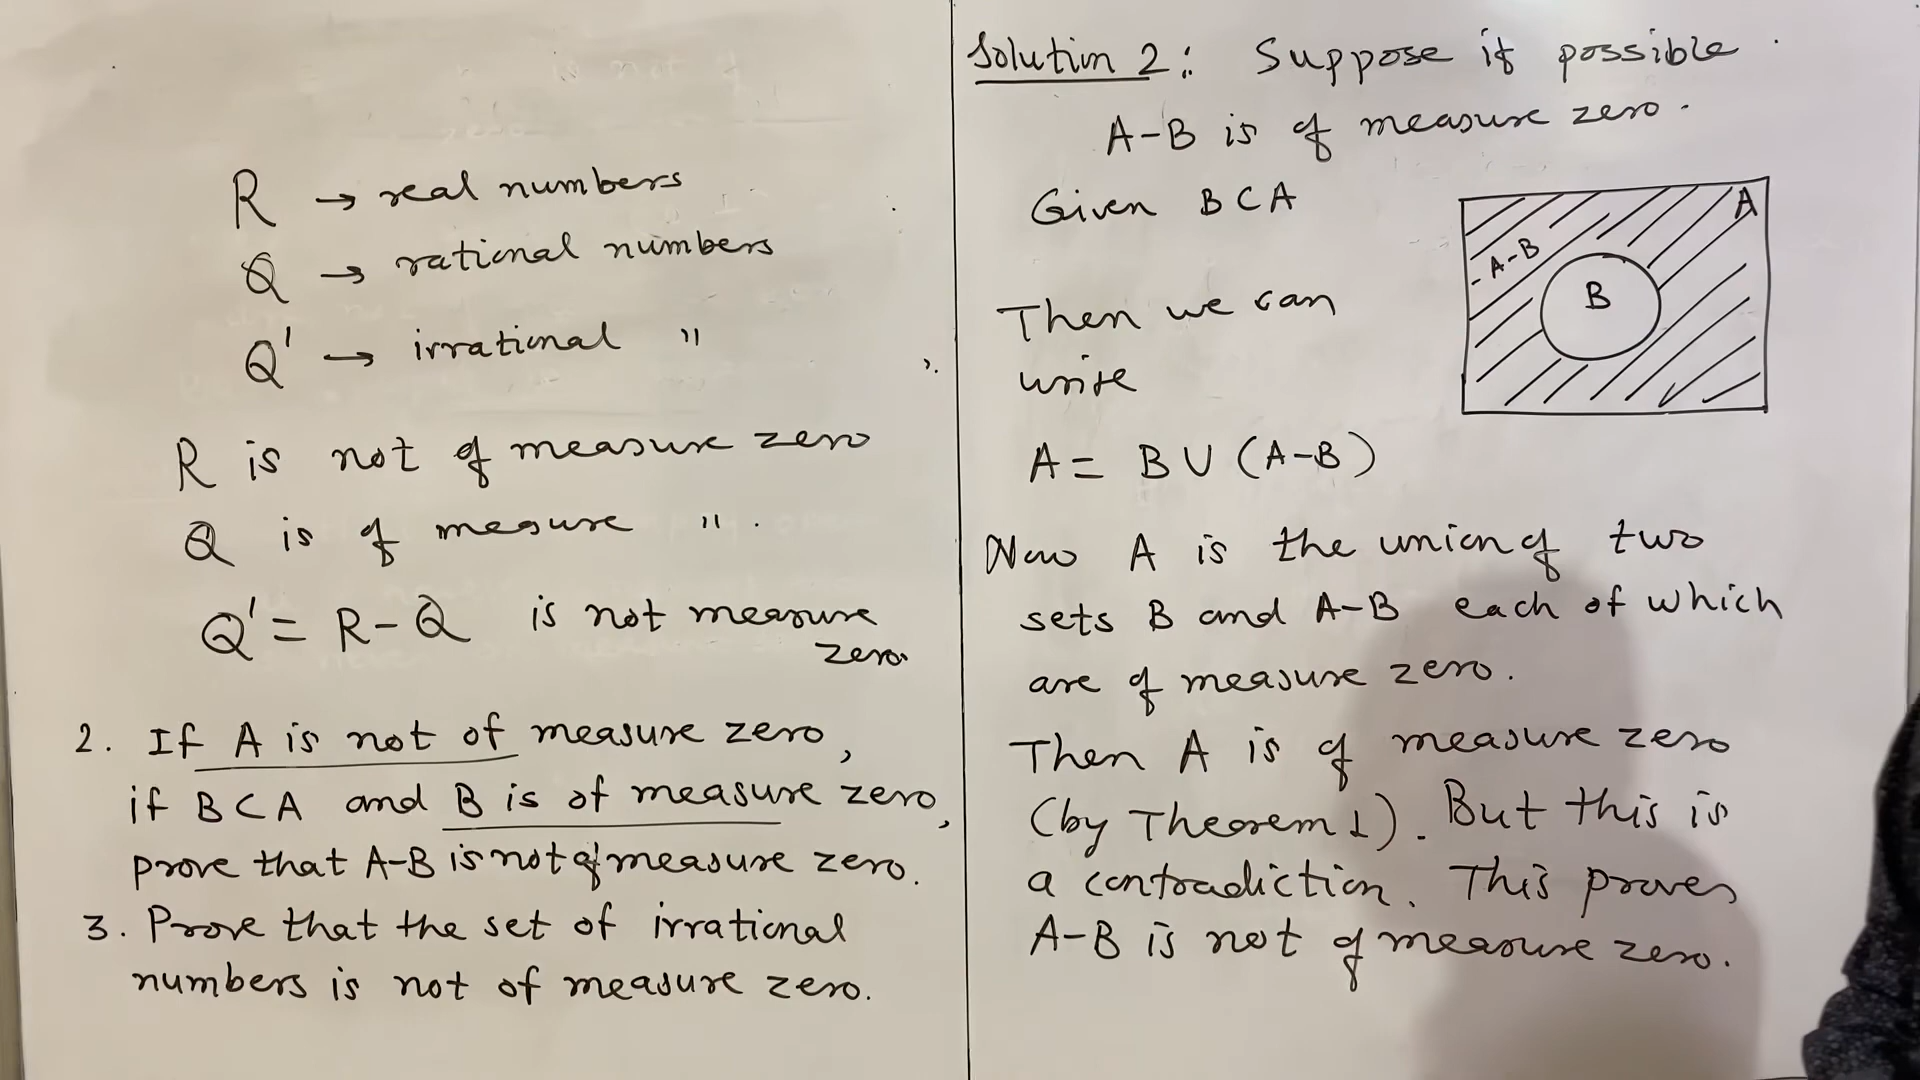 R → real numbers
Q → rational numbers
Q' → irrational "
R is not of measure zero
Q is of measure " .
Q' = R-Q is not measure
zero.
2. If A is not of measure zero,
if B ⊂ A and B is of measure zero,
prove that A-B is not of measure zero.
3. Prove that the set of irrational
numbers is not of measure zero.
Solution 2: Suppose if possible
A-B is of measure zero.
Given B ⊂ A
A
A-B
B
Then we can
write
A = B ∪ (A-B)
Now A is the union of two
sets B and A-B each of which
are of measure zero.
Then A is of measure zero
(by Theorem 1). But this is
a contradiction. This proves
A-B is not of measure zero.